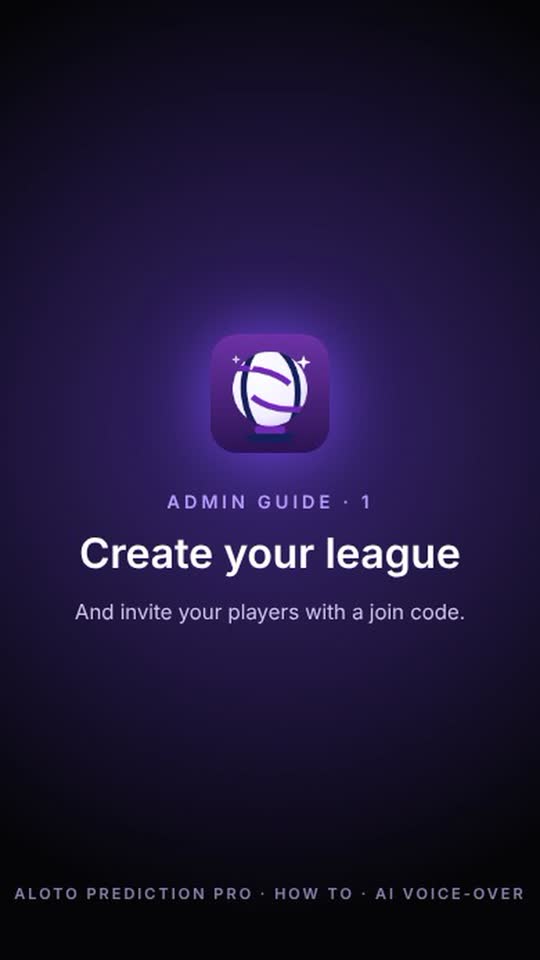 ADMIN GUIDE · 1
Create your league
And invite your players with a join code.
ALOTO PREDICTION PRO · HOW TO · AI VOICE-OVER